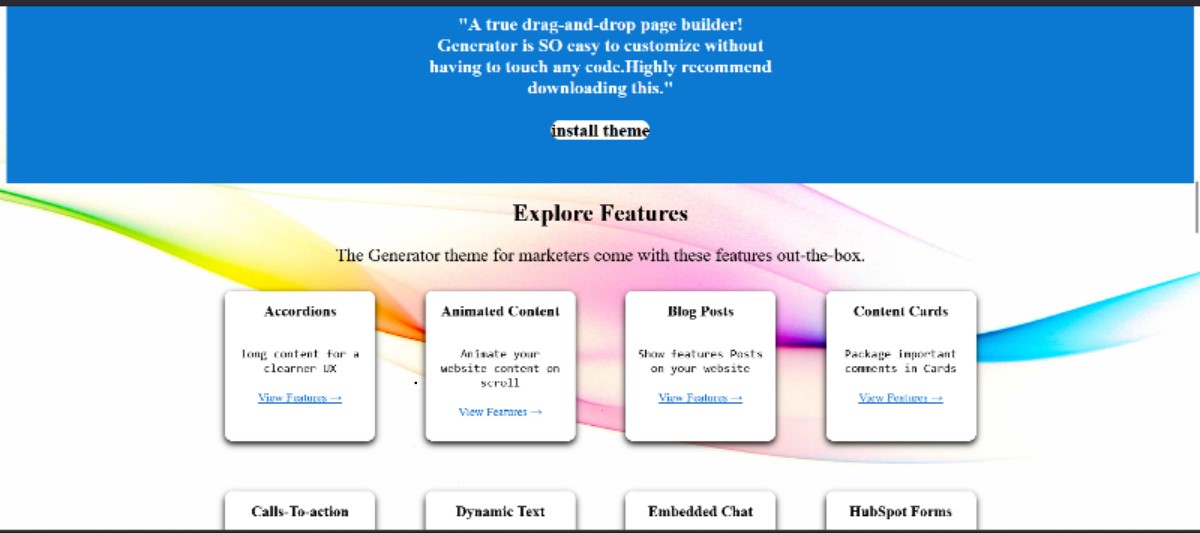 "A true drag-and-drop page builder!
Generator is SO easy to customize without
having to touch any code.Highly recommend
downloading this."
install theme
Explore Features
The Generator theme for marketers come with these features out-the-box.
Accordions
long content for a
clearner UX
View Features →
Animated Content
Animate your
website content on
scroll
View Features →
Blog Posts
Show features Posts
on your website
View Features →
Content Cards
Package important
comments in Cards
View Features →
Calls-To-action
Dynamic Text
Embedded Chat
HubSpot Forms